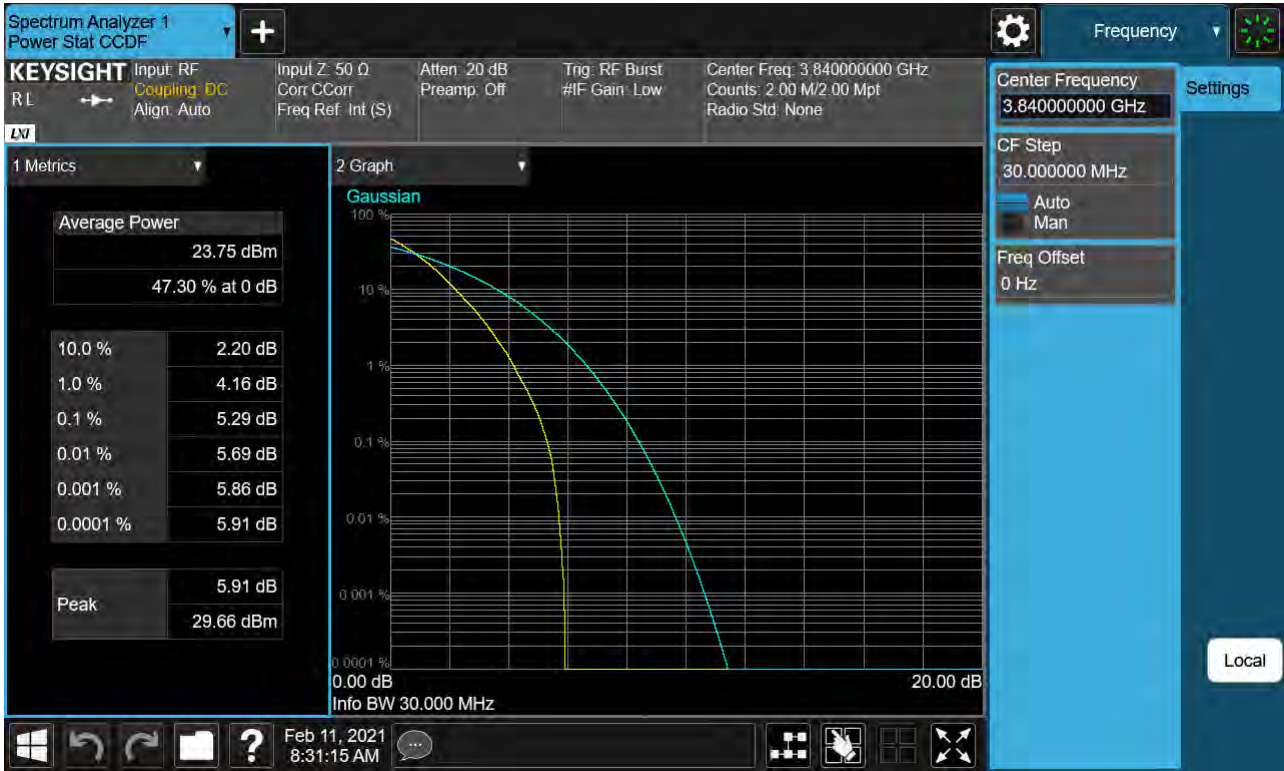 Spectrum Analyzer 1
Power Stat CCDF
Frequency
KEYSIGHT
R L
LXI
Input: RF
Coupling: DC
Align: Auto
Input Z: 50 Ω
Corr CCorr
Freq Ref: Int (S)
Atten: 20 dB
Preamp: Off
Trig: RF Burst
#IF Gain: Low
Center Freq: 3.840000000 GHz
Counts: 2.00 M/2.00 Mpt
Radio Std: None
Center Frequency
3.840000000 GHz
Settings
CF Step
30.000000 MHz
Auto
Man
Freq Offset
0 Hz
Local
1 Metrics
Average Power
23.75 dBm
47.30 % at 0 dB
10.0 % 2.20 dB
1.0 % 4.16 dB
0.1 % 5.29 dB
0.01 % 5.69 dB
0.001 % 5.86 dB
0.0001 % 5.91 dB
Peak 5.91 dB
29.66 dBm
2 Graph
Gaussian
100 %
10 %
1 %
0.1 %
0.01 %
0.001 %
0.0001 %
0.00 dB 20.00 dB
Info BW 30.000 MHz
?
Feb 11, 2021
8:31:15 AM